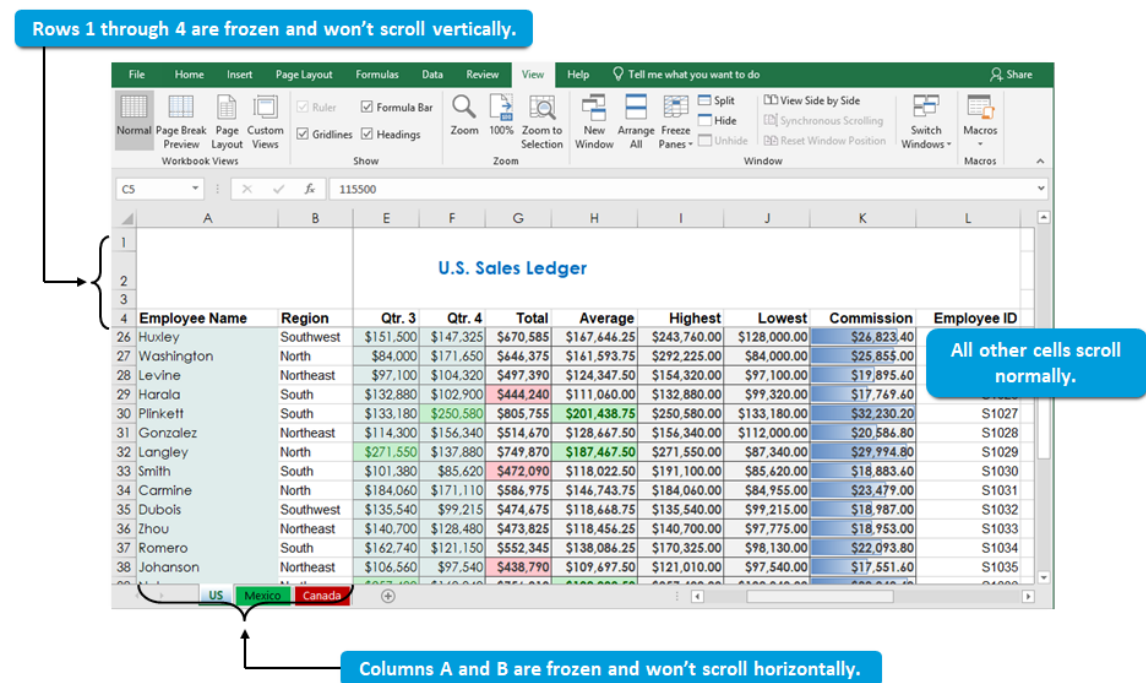 Rows 1 through 4 are frozen and won't scroll vertically.
File Home Insert Page Layout Formulas Data Review View Help Tell me what you want to do Share
Normal Page Break Preview Page Layout Custom Views
Workbook Views
Ruler Formula Bar
Gridlines Headings
Show
Zoom 100% Zoom to Selection
Zoom
New Window Arrange All Freeze Panes
Split
Hide
Unhide
View Side by Side
Synchronous Scrolling
Reset Window Position
Switch Windows
Window
Macros
Macros
C5 fx 115500
A B E F G H I J K L
1
2 U.S. Sales Ledger
3
4 Employee Name Region Qtr. 3 Qtr. 4 Total Average Highest Lowest Commission Employee ID
26 Huxley Southwest $151,500 $147,325 $670,585 $167,646.25 $243,760.00 $128,000.00 $26,823.40
27 Washington North $84,000 $171,650 $646,375 $161,593.75 $292,225.00 $84,000.00 $25,855.00
28 Levine Northeast $97,100 $104,320 $497,390 $124,347.50 $154,320.00 $97,100.00 $19,895.60
29 Harala South $132,880 $102,900 $444,240 $111,060.00 $132,880.00 $99,320.00 $17,769.60
30 Plinkett South $133,180 $250,580 $805,755 $201,438.75 $250,580.00 $133,180.00 $32,230.20 S1027
31 Gonzalez Northeast $114,300 $156,340 $514,670 $128,667.50 $156,340.00 $112,000.00 $20,586.80 S1028
32 Langley North $271,550 $137,880 $749,870 $187,467.50 $271,550.00 $87,340.00 $29,994.80 S1029
33 Smith South $101,380 $85,620 $472,090 $118,022.50 $191,100.00 $85,620.00 $18,883.60 S1030
34 Carmine North $184,060 $171,110 $586,975 $146,743.75 $184,060.00 $84,955.00 $23,479.00 S1031
35 Dubois Southwest $135,540 $99,215 $474,675 $118,668.75 $135,540.00 $99,215.00 $18,987.00 S1032
36 Zhou Northeast $140,700 $128,480 $473,825 $118,456.25 $140,700.00 $97,775.00 $18,953.00 S1033
37 Romero South $162,740 $121,150 $552,345 $138,086.25 $170,325.00 $98,130.00 $22,093.80 S1034
38 Johanson Northeast $106,560 $97,540 $438,790 $109,697.50 $121,010.00 $97,540.00 $17,551.60 S1035
All other cells scroll
normally.
US Mexico Canada
Columns A and B are frozen and won't scroll horizontally.